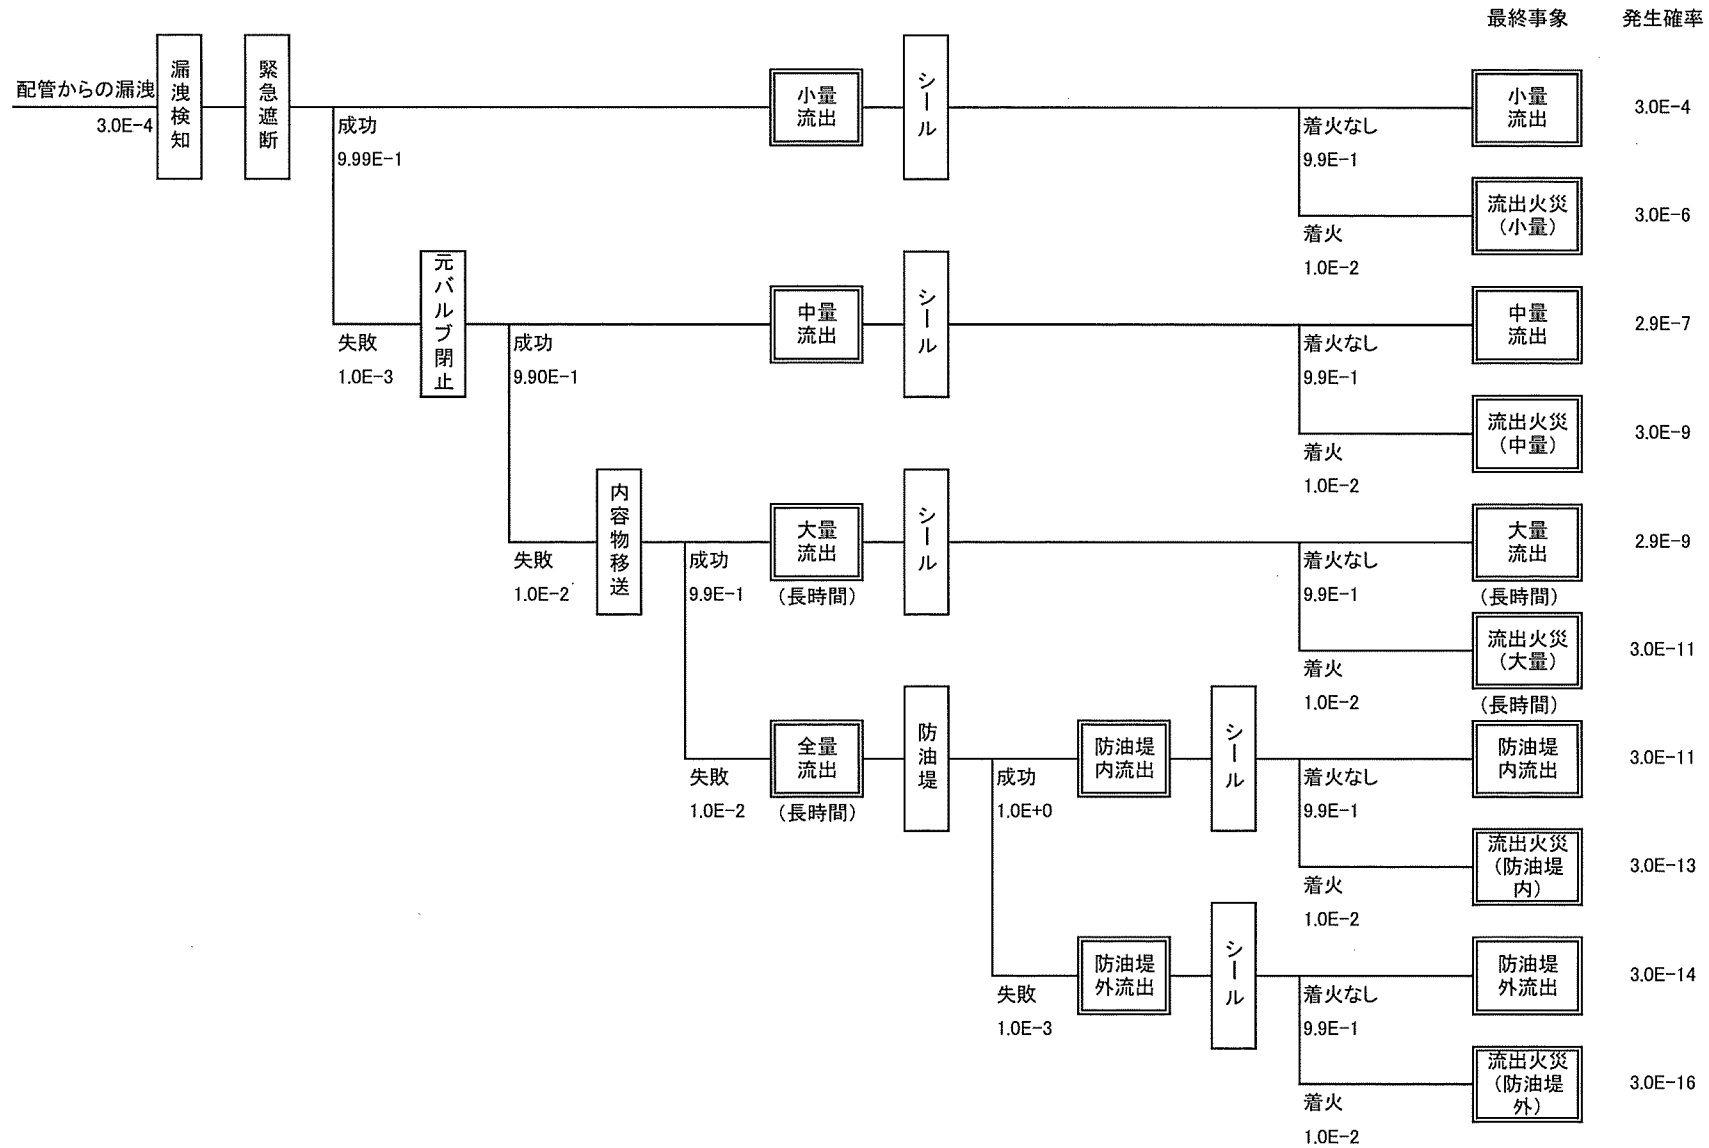 最終事象
発生確率
配管からの漏洩
3.0E-4
漏洩検知
緊急遮断
成功
9.99E-1
小量
流出
シール
着火なし
9.9E-1
小量
流出
3.0E-4
着火
1.0E-2
流出火災
（小量）
3.0E-6
失敗
1.0E-3
元バルブ閉止
成功
9.90E-1
中量
流出
シール
着火なし
9.9E-1
中量
流出
2.9E-7
着火
1.0E-2
流出火災
（中量）
3.0E-9
失敗
1.0E-2
内容物移送
成功
9.9E-1
大量
流出
（長時間）
シール
着火なし
9.9E-1
大量
流出
（長時間）
2.9E-9
着火
1.0E-2
流出火災
（大量）
（長時間）
3.0E-11
失敗
1.0E-2
全量
流出
（長時間）
防油堤
成功
1.0E+0
防油堤
内流出
シール
着火なし
9.9E-1
防油堤
内流出
3.0E-11
着火
1.0E-2
流出火災
（防油堤
内）
3.0E-13
失敗
1.0E-3
防油堤
外流出
シール
着火なし
9.9E-1
防油堤
外流出
3.0E-14
着火
1.0E-2
流出火災
（防油堤
外）
3.0E-16